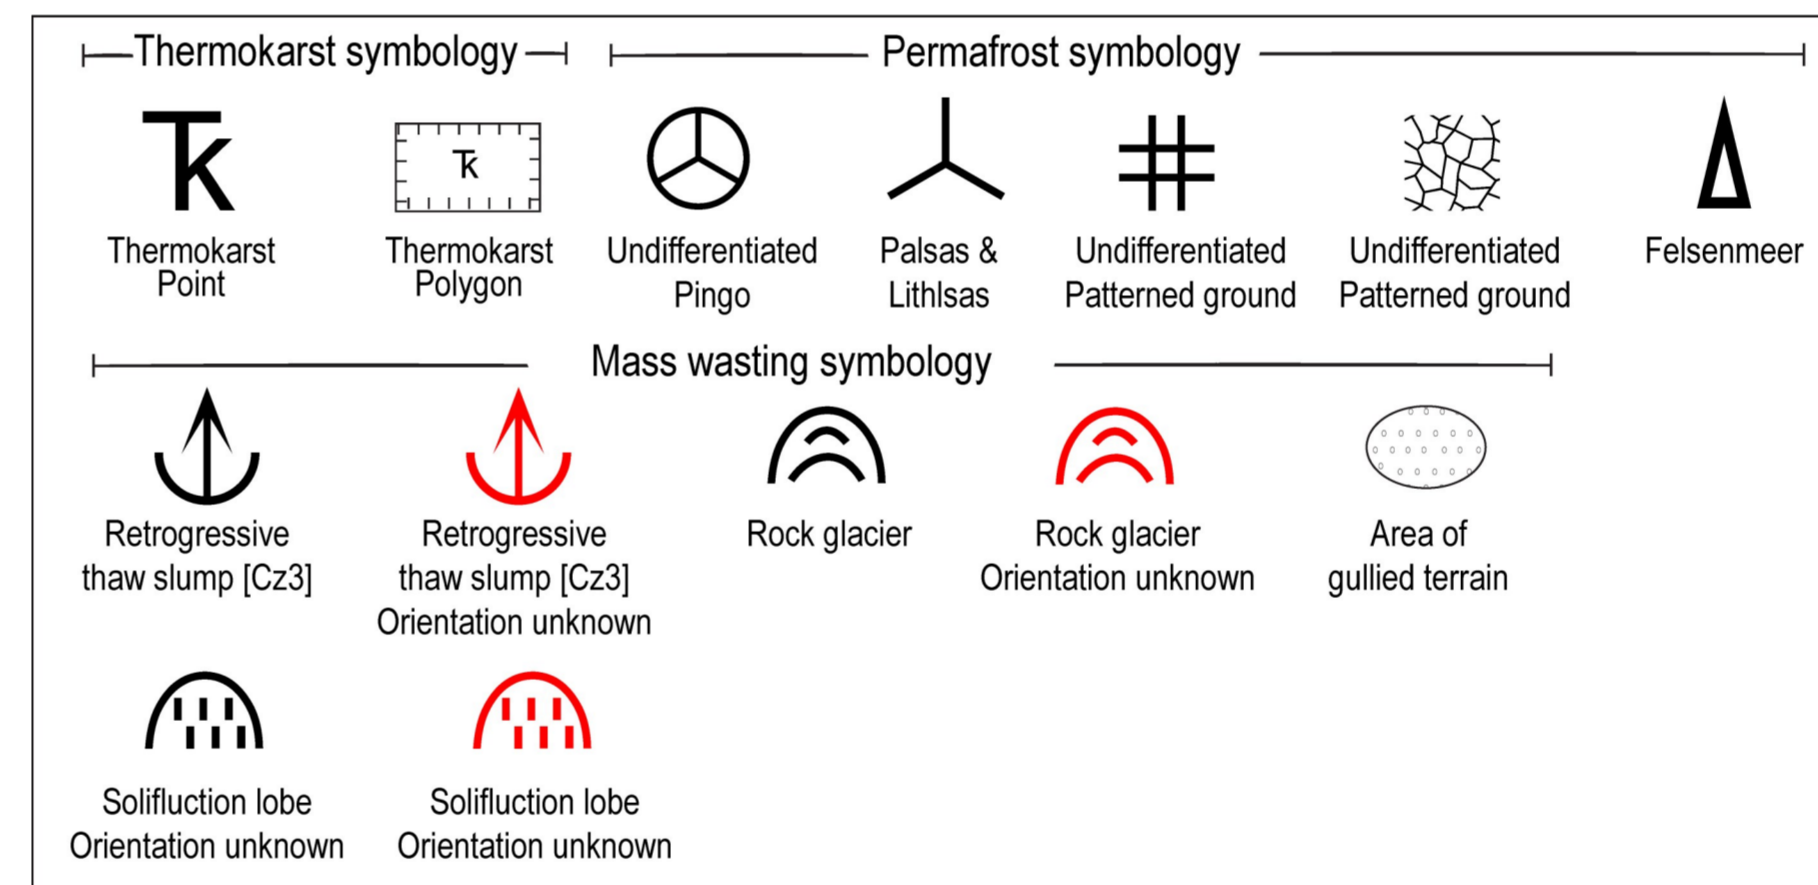 Thermokarst symbology
Permafrost symbology
Tk
Tk
Thermokarst
Point
Thermokarst
Polygon
Undifferentiated
Pingo
Palsas &
Lithlsas
Undifferentiated
Patterned ground
Undifferentiated
Patterned ground
Felsenmeer
Mass wasting symbology
Retrogressive
thaw slump [Cz3]
Retrogressive
thaw slump [Cz3]
Orientation unknown
Rock glacier
Rock glacier
Orientation unknown
Area of
gullied terrain
Solifluction lobe
Orientation unknown
Solifluction lobe
Orientation unknown